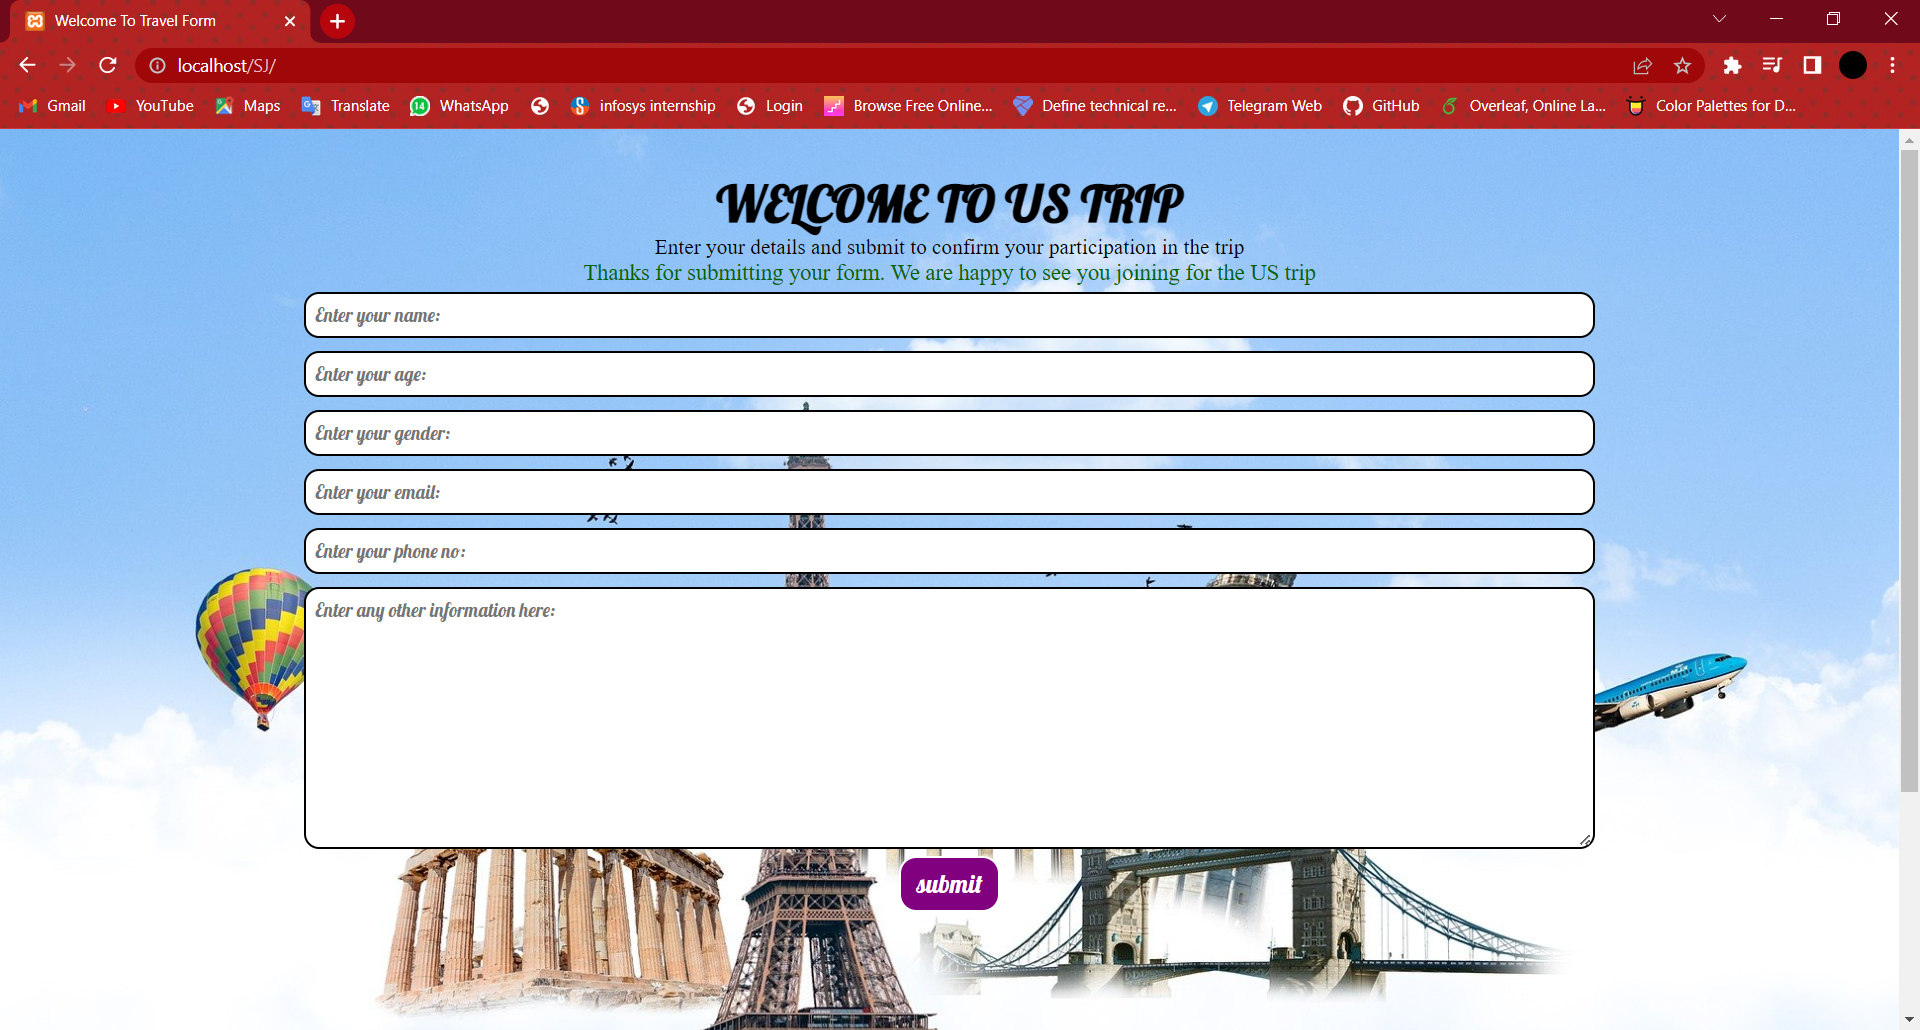 Welcome To Travel Form
localhost/SJ/
Gmail YouTube Maps Translate 14 WhatsApp infosys internship Login Browse Free Online... Define technical re... Telegram Web GitHub Overleaf, Online La... Color Palettes for D...
WELCOME TO US TRIP
Enter your details and submit to confirm your participation in the trip
Thanks for submitting your form. We are happy to see you joining for the US trip
Enter your name:
Enter your age:
Enter your gender:
Enter your email:
Enter your phone no:
Enter any other information here:
submit